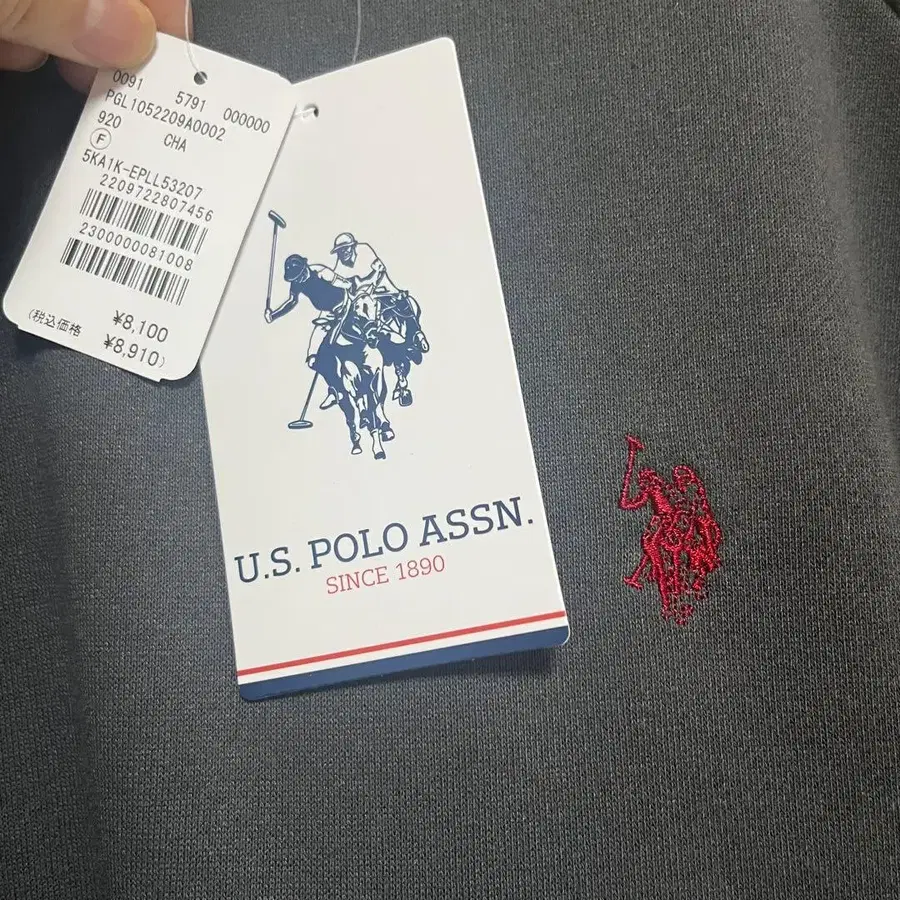 0091 5791 000000
PGL1052209A0002
920 CHA
F
5KA1K-EPLL53207
2209722807456
2300000081008
¥8,100
(税込価格 ¥8,910)
U.S. POLO ASSN.
SINCE 1890